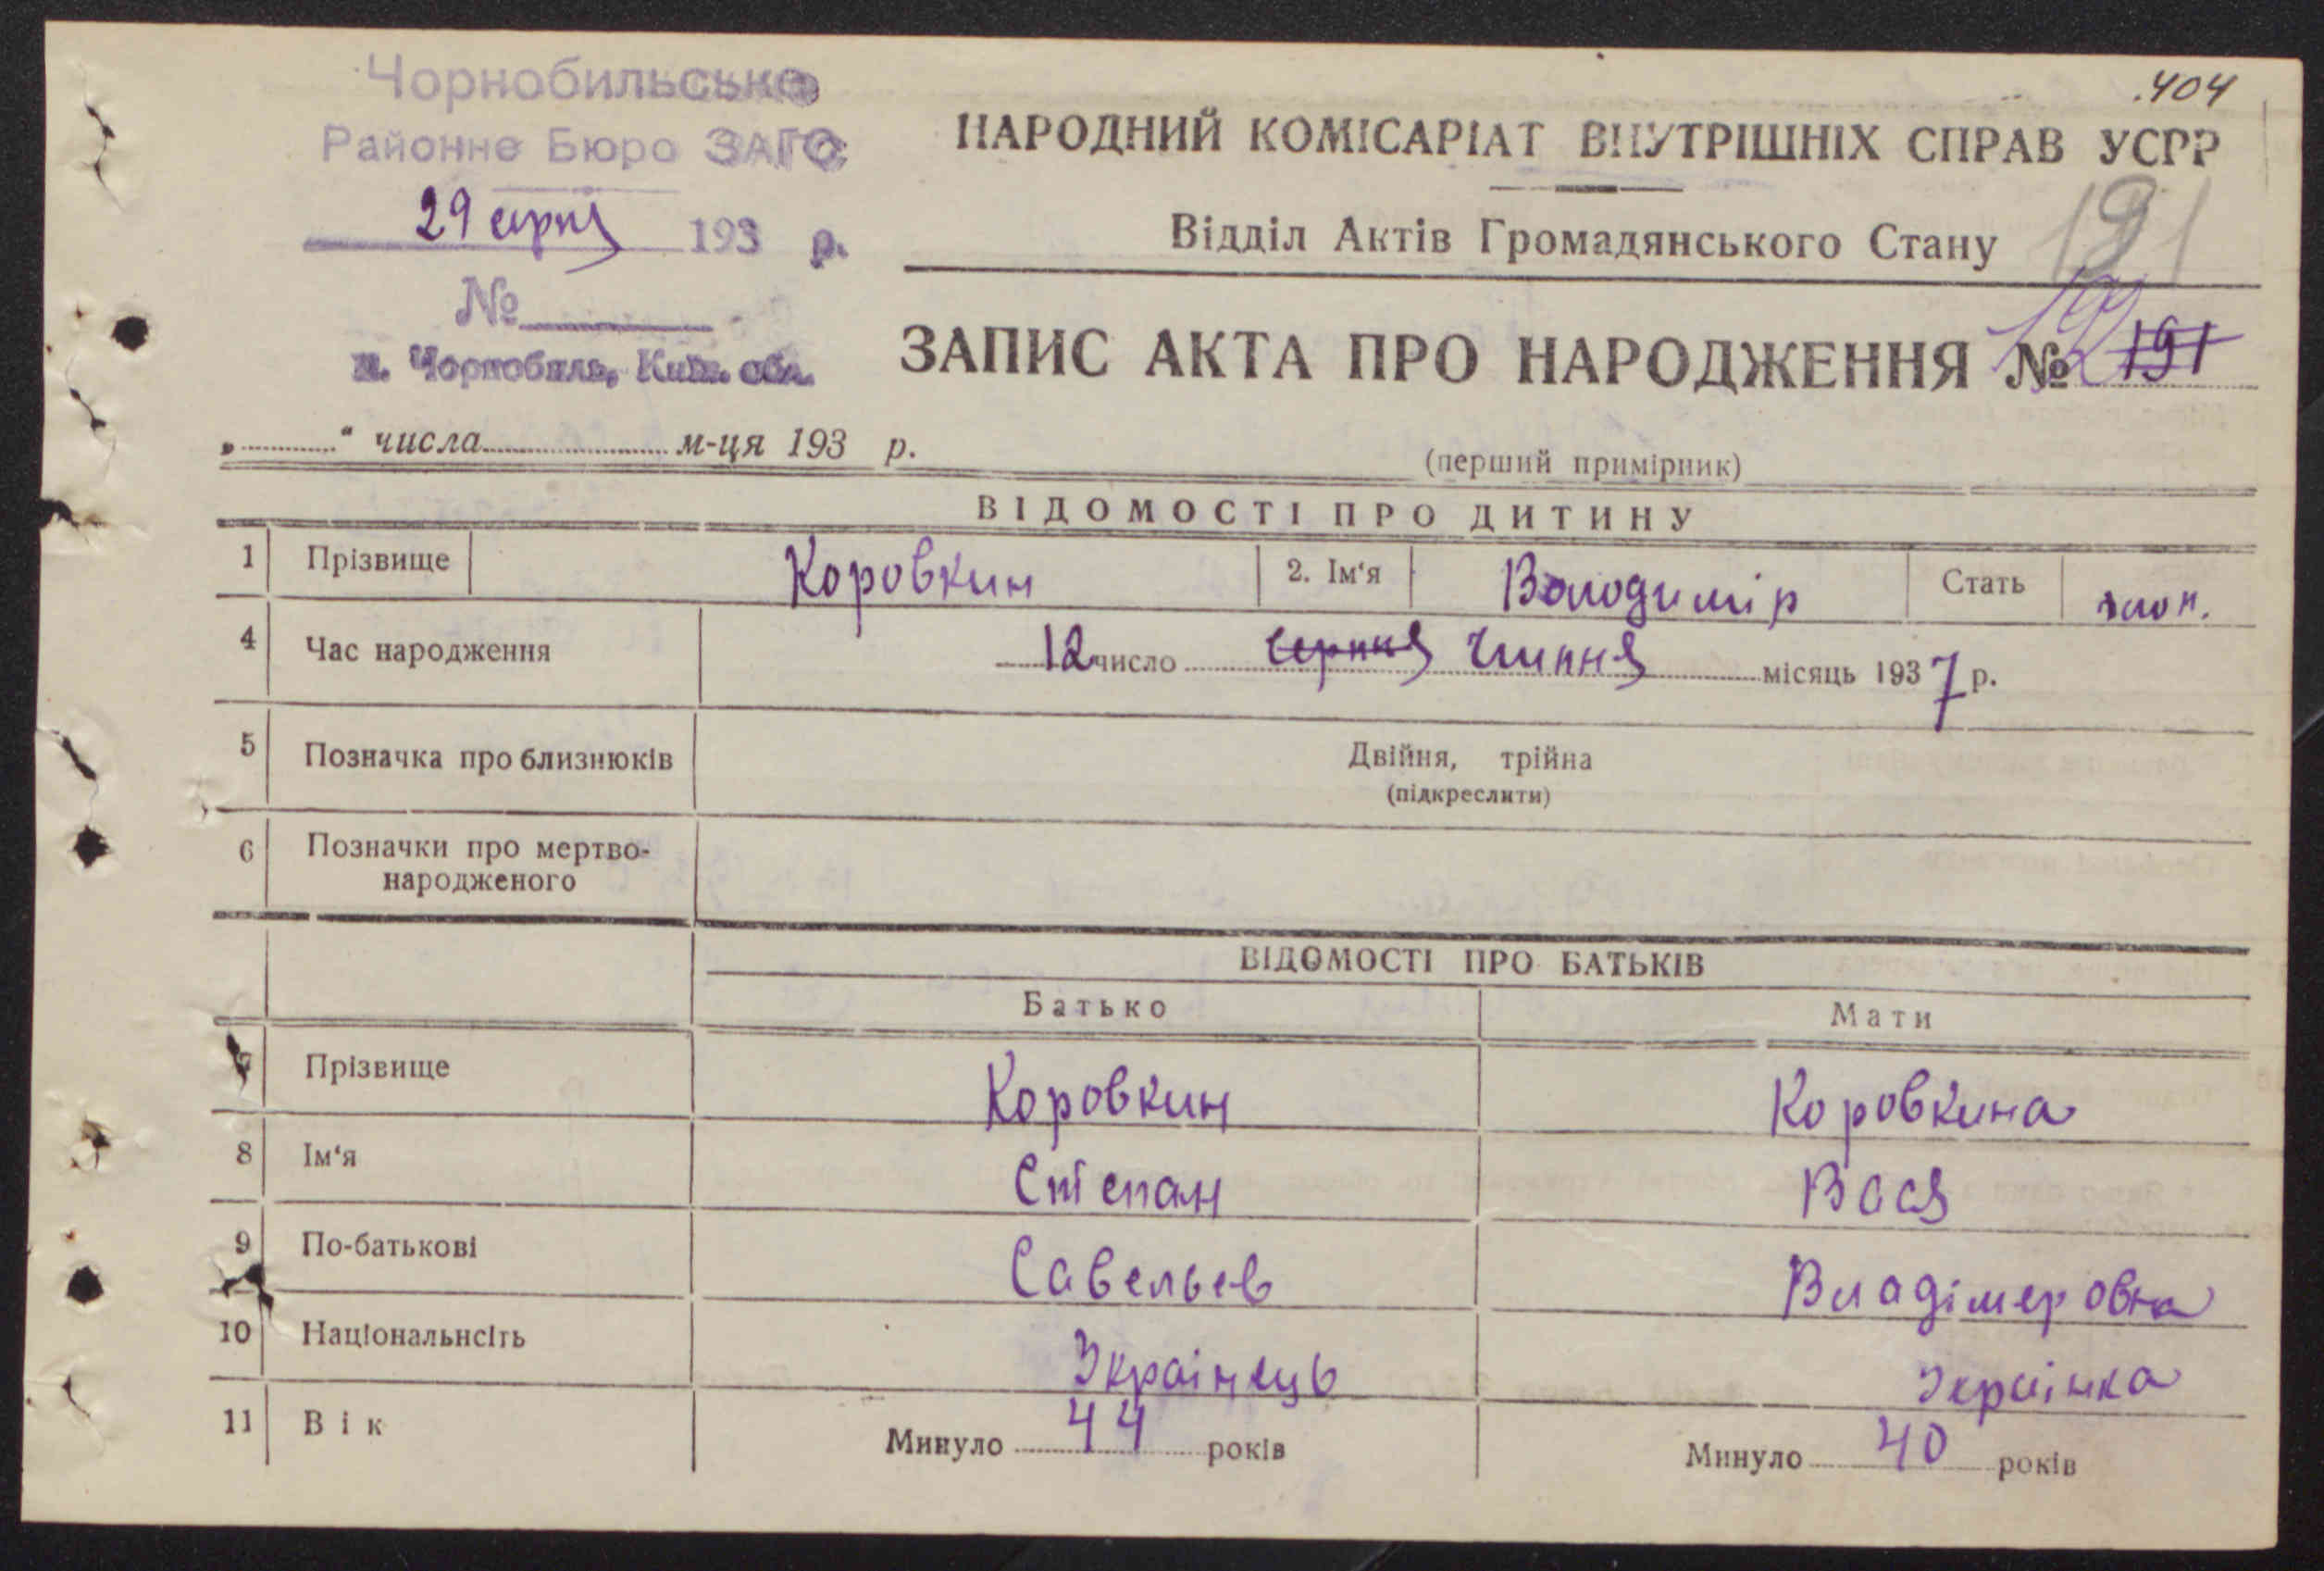 404
Чорнобильське
Районне Бюро ЗАГС
29 серпня 193 р.
№
м. Чорнобиль, Київ. обл.
НАРОДНИЙ КОМІСАРІАТ ВНУТРІШНІХ СПРАВ УСРР
Відділ Актів Громадянського Стану
191
ЗАПИС АКТА ПРО НАРОДЖЕННЯ № 191
„ “ числа м-ця 193 р.
(перший примірник)
ВІДОМОСТІ ПРО ДИТИНУ
1 Прізвище Коровкин 2. Ім'я Володимір Стать
4 Час народження 12 число серпня липня місяць 1937 р.
5 Позначка про близнюків Двійня, трійна
(підкреслити)
6 Позначки про мертво-
народженого
ВІДОМОСТІ ПРО БАТЬКІВ
Батько Мати
7 Прізвище Коровкин Коровкина
8 Ім'я Степан Вася
9 По-батькові Савельев Владімеровна
10 Національнсіть Українець Українка
11 Вік Минуло 44 років Минуло 40 років